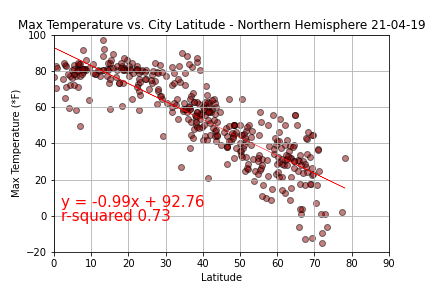 Max Temperature vs. City Latitude - Northern Hemisphere 21-04-19
100
80
60
40
20
0
−20
Max Temperature (*F)
y = -0.99x + 92.76
r-squared 0.73
0 10 20 30 40 50 60 70 80 90
Latitude